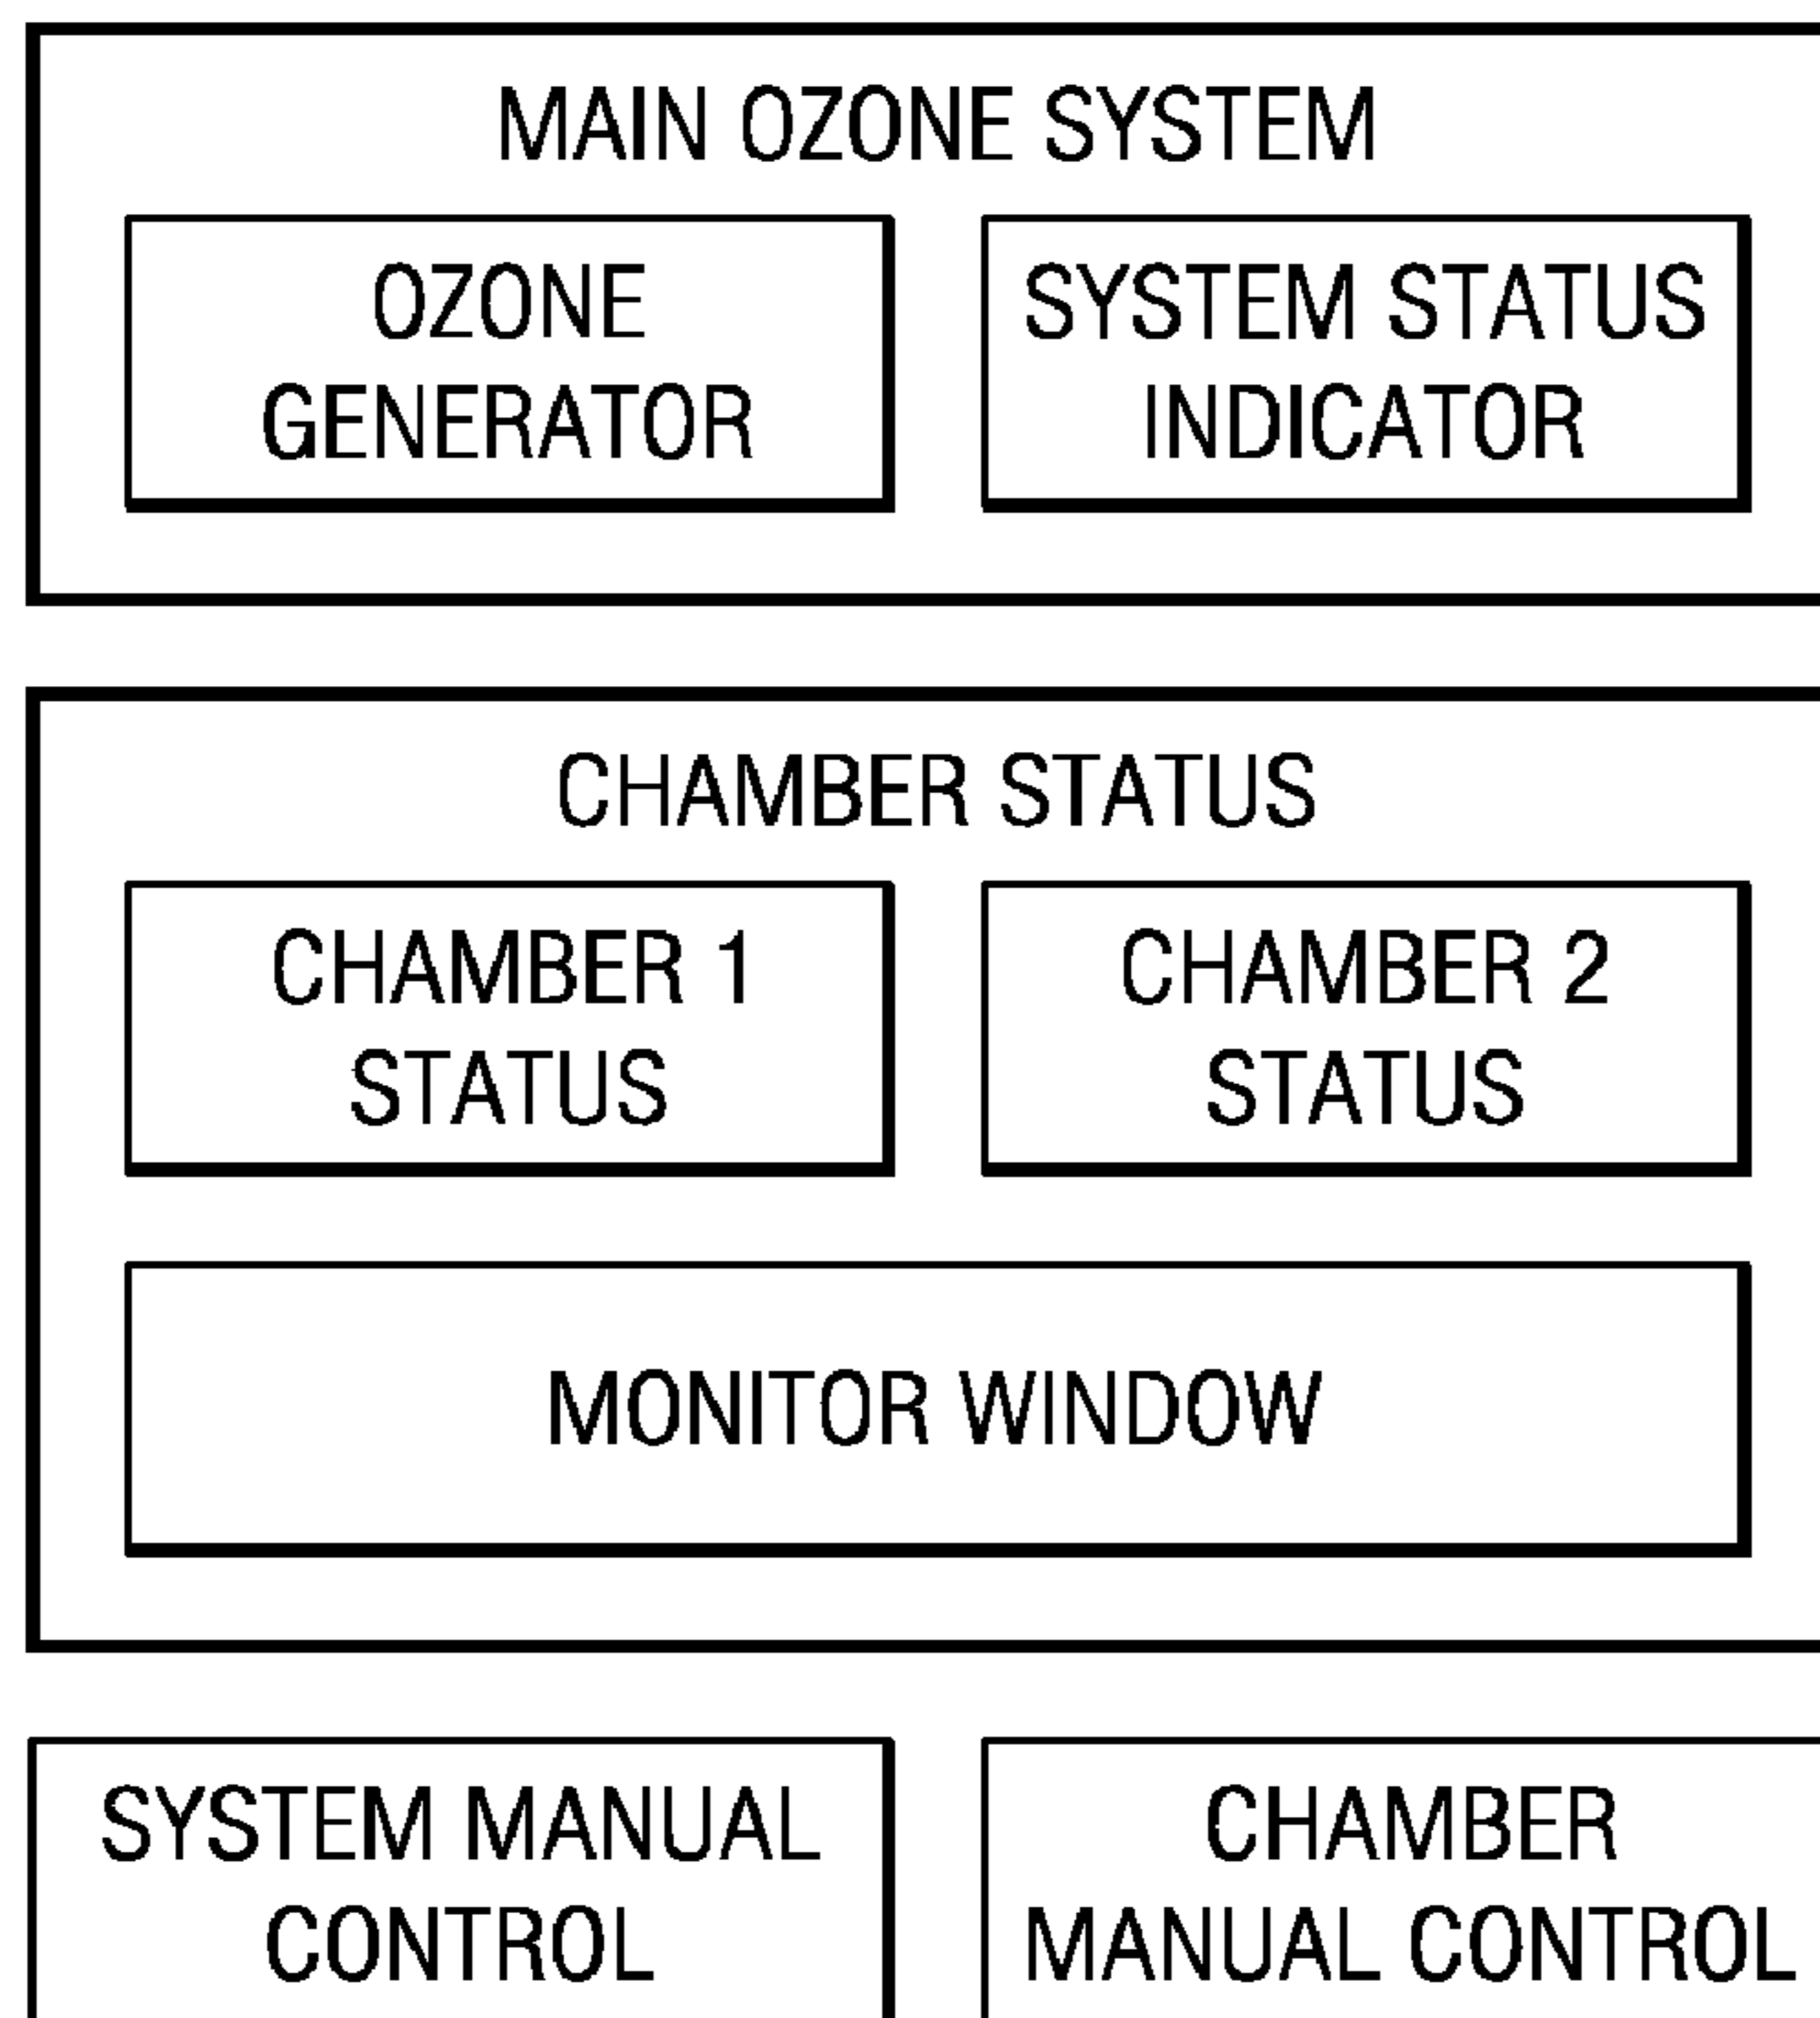 MAIN OZONE SYSTEM
OZONE
GENERATOR
SYSTEM STATUS
INDICATOR
CHAMBER STATUS
CHAMBER 1
STATUS
CHAMBER 2
STATUS
MONITOR WINDOW
SYSTEM MANUAL
CONTROL
CHAMBER
MANUAL CONTROL